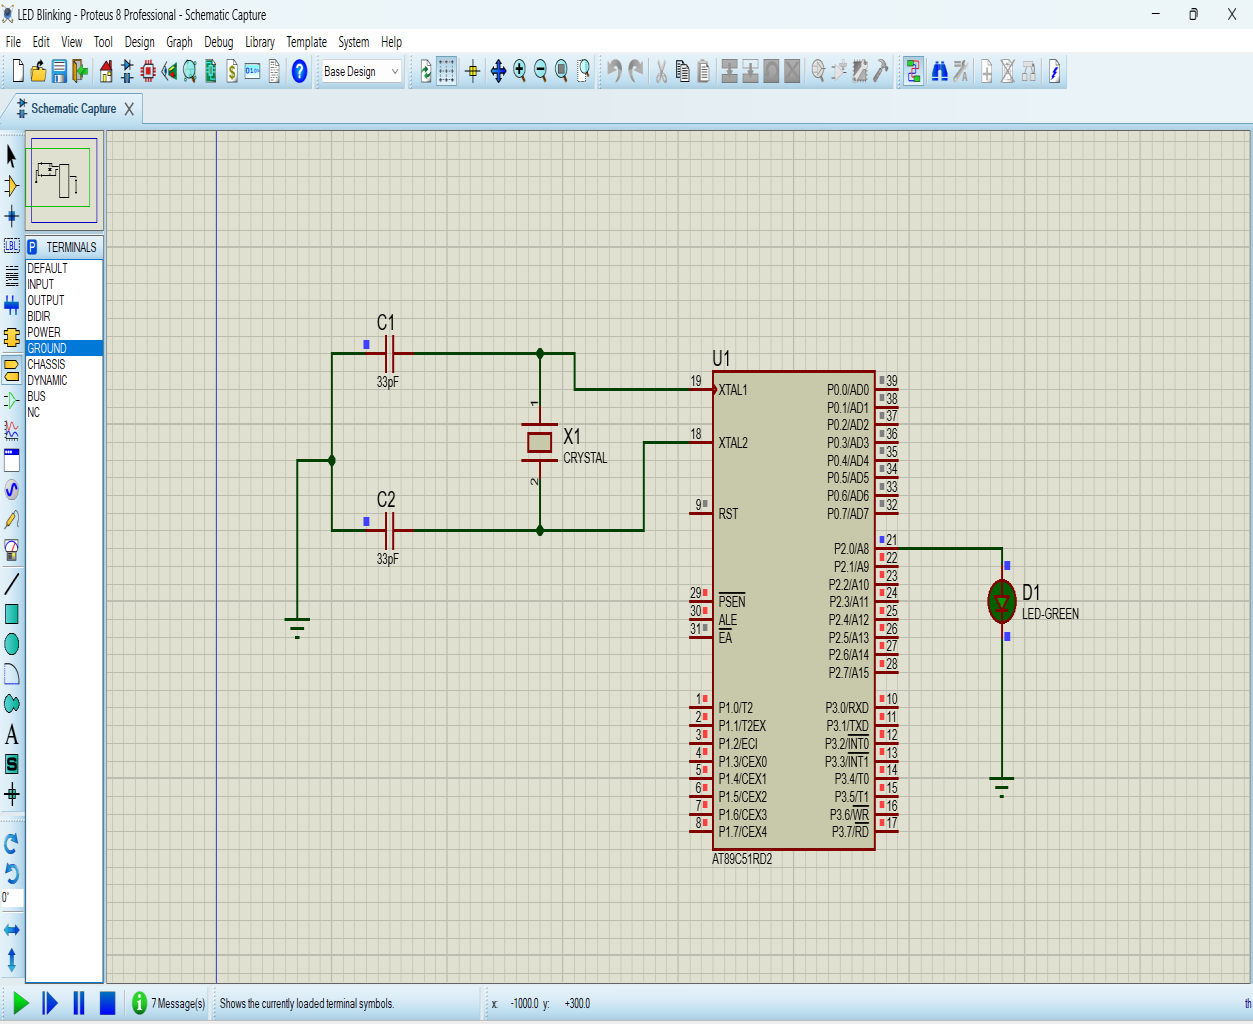 LED Blinking - Proteus 8 Professional - Schematic Capture
File Edit View Tool Design Graph Debug Library Template System Help
Base Design
Schematic Capture
LBL
P TERMINALS
DEFAULT
INPUT
OUTPUT
BIDIR
POWER
GROUND
CHASSIS
DYNAMIC
BUS
NC
A
S
0°
C1
33pF
1
X1
CRYSTAL
2
C2
33pF
U1
19 XTAL1
18 XTAL2
9 RST
29 PSEN
30 ALE
31 EA
1 P1.0/T2
2 P1.1/T2EX
3 P1.2/ECI
4 P1.3/CEX0
5 P1.4/CEX1
6 P1.5/CEX2
7 P1.6/CEX3
8 P1.7/CEX4
P0.0/AD0 39
P0.1/AD1 38
P0.2/AD2 37
P0.3/AD3 36
P0.4/AD4 35
P0.5/AD5 34
P0.6/AD6 33
P0.7/AD7 32
P2.0/A8 21
P2.1/A9 22
P2.2/A10 23
P2.3/A11 24
P2.4/A12 25
P2.5/A13 26
P2.6/A14 27
P2.7/A15 28
P3.0/RXD 10
P3.1/TXD 11
P3.2/INT0 12
P3.3/INT1 13
P3.4/T0 14
P3.5/T1 15
P3.6/WR 16
P3.7/RD 17
AT89C51RD2
D1
LED-GREEN
7 Message(s) Shows the currently loaded terminal symbols. x: -1000.0 y: +300.0 th